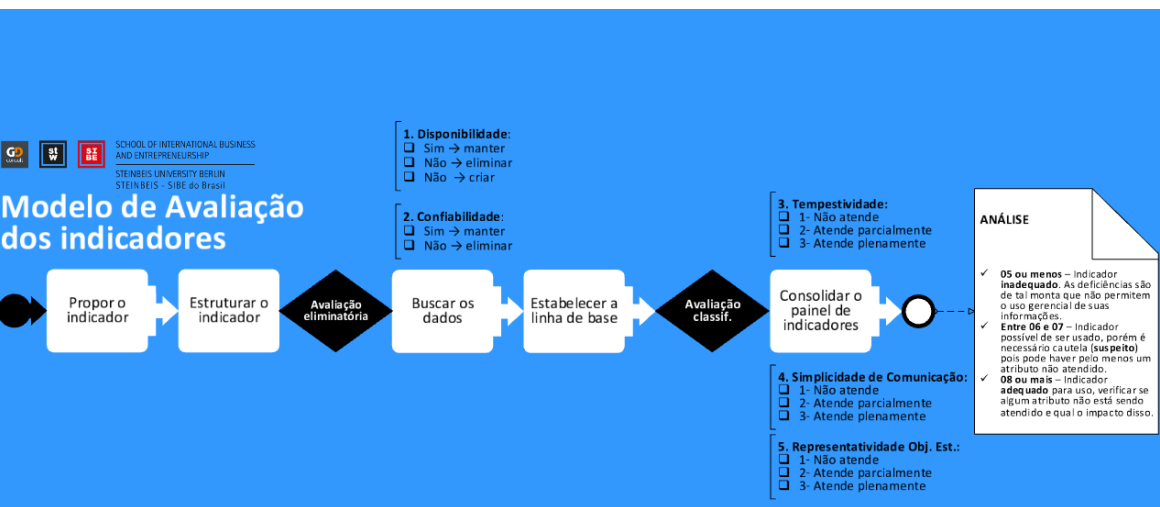 GO
consult
St
W
SI
BE
SCHOOL OF INTERNATIONAL BUSINESS
AND ENTREPRENEURSHIP
STEINBEIS UNIVERSITY BERLIN
STEINBEIS - SIBE do Brasil
Modelo de Avaliação
dos indicadores
1. Disponibilidade:
Sim → manter
Não → eliminar
Não → criar
2. Confiabilidade:
Sim → manter
Não → eliminar
Propor o
indicador
Estruturar o
indicador
Avaliação
eliminatória
Buscar os
dados
Estabelecer a
linha de base
Avaliação
classif.
3. Tempestividade:
1- Não atende
2- Atende parcialmente
3- Atende plenamente
Consolidar o
painel de
indicadores
4. Simplicidade de Comunicação:
1- Não atende
2- Atende parcialmente
3- Atende plenamente
5. Representatividade Obj. Est.:
1- Não atende
2- Atende parcialmente
3- Atende plenamente
ANÁLISE
05 ou menos – Indicador
inadequado. As deficiências são
de tal monta que não permitem
o uso gerencial de suas
informações.
Entre 06 e 07 – Indicador
possível de ser usado, porém é
necessário cautela (suspeito)
pois pode haver pelo menos um
atributo não atendido.
08 ou mais – Indicador
adequado para uso, verificar se
algum atributo não está sendo
atendido e qual o impacto disso.